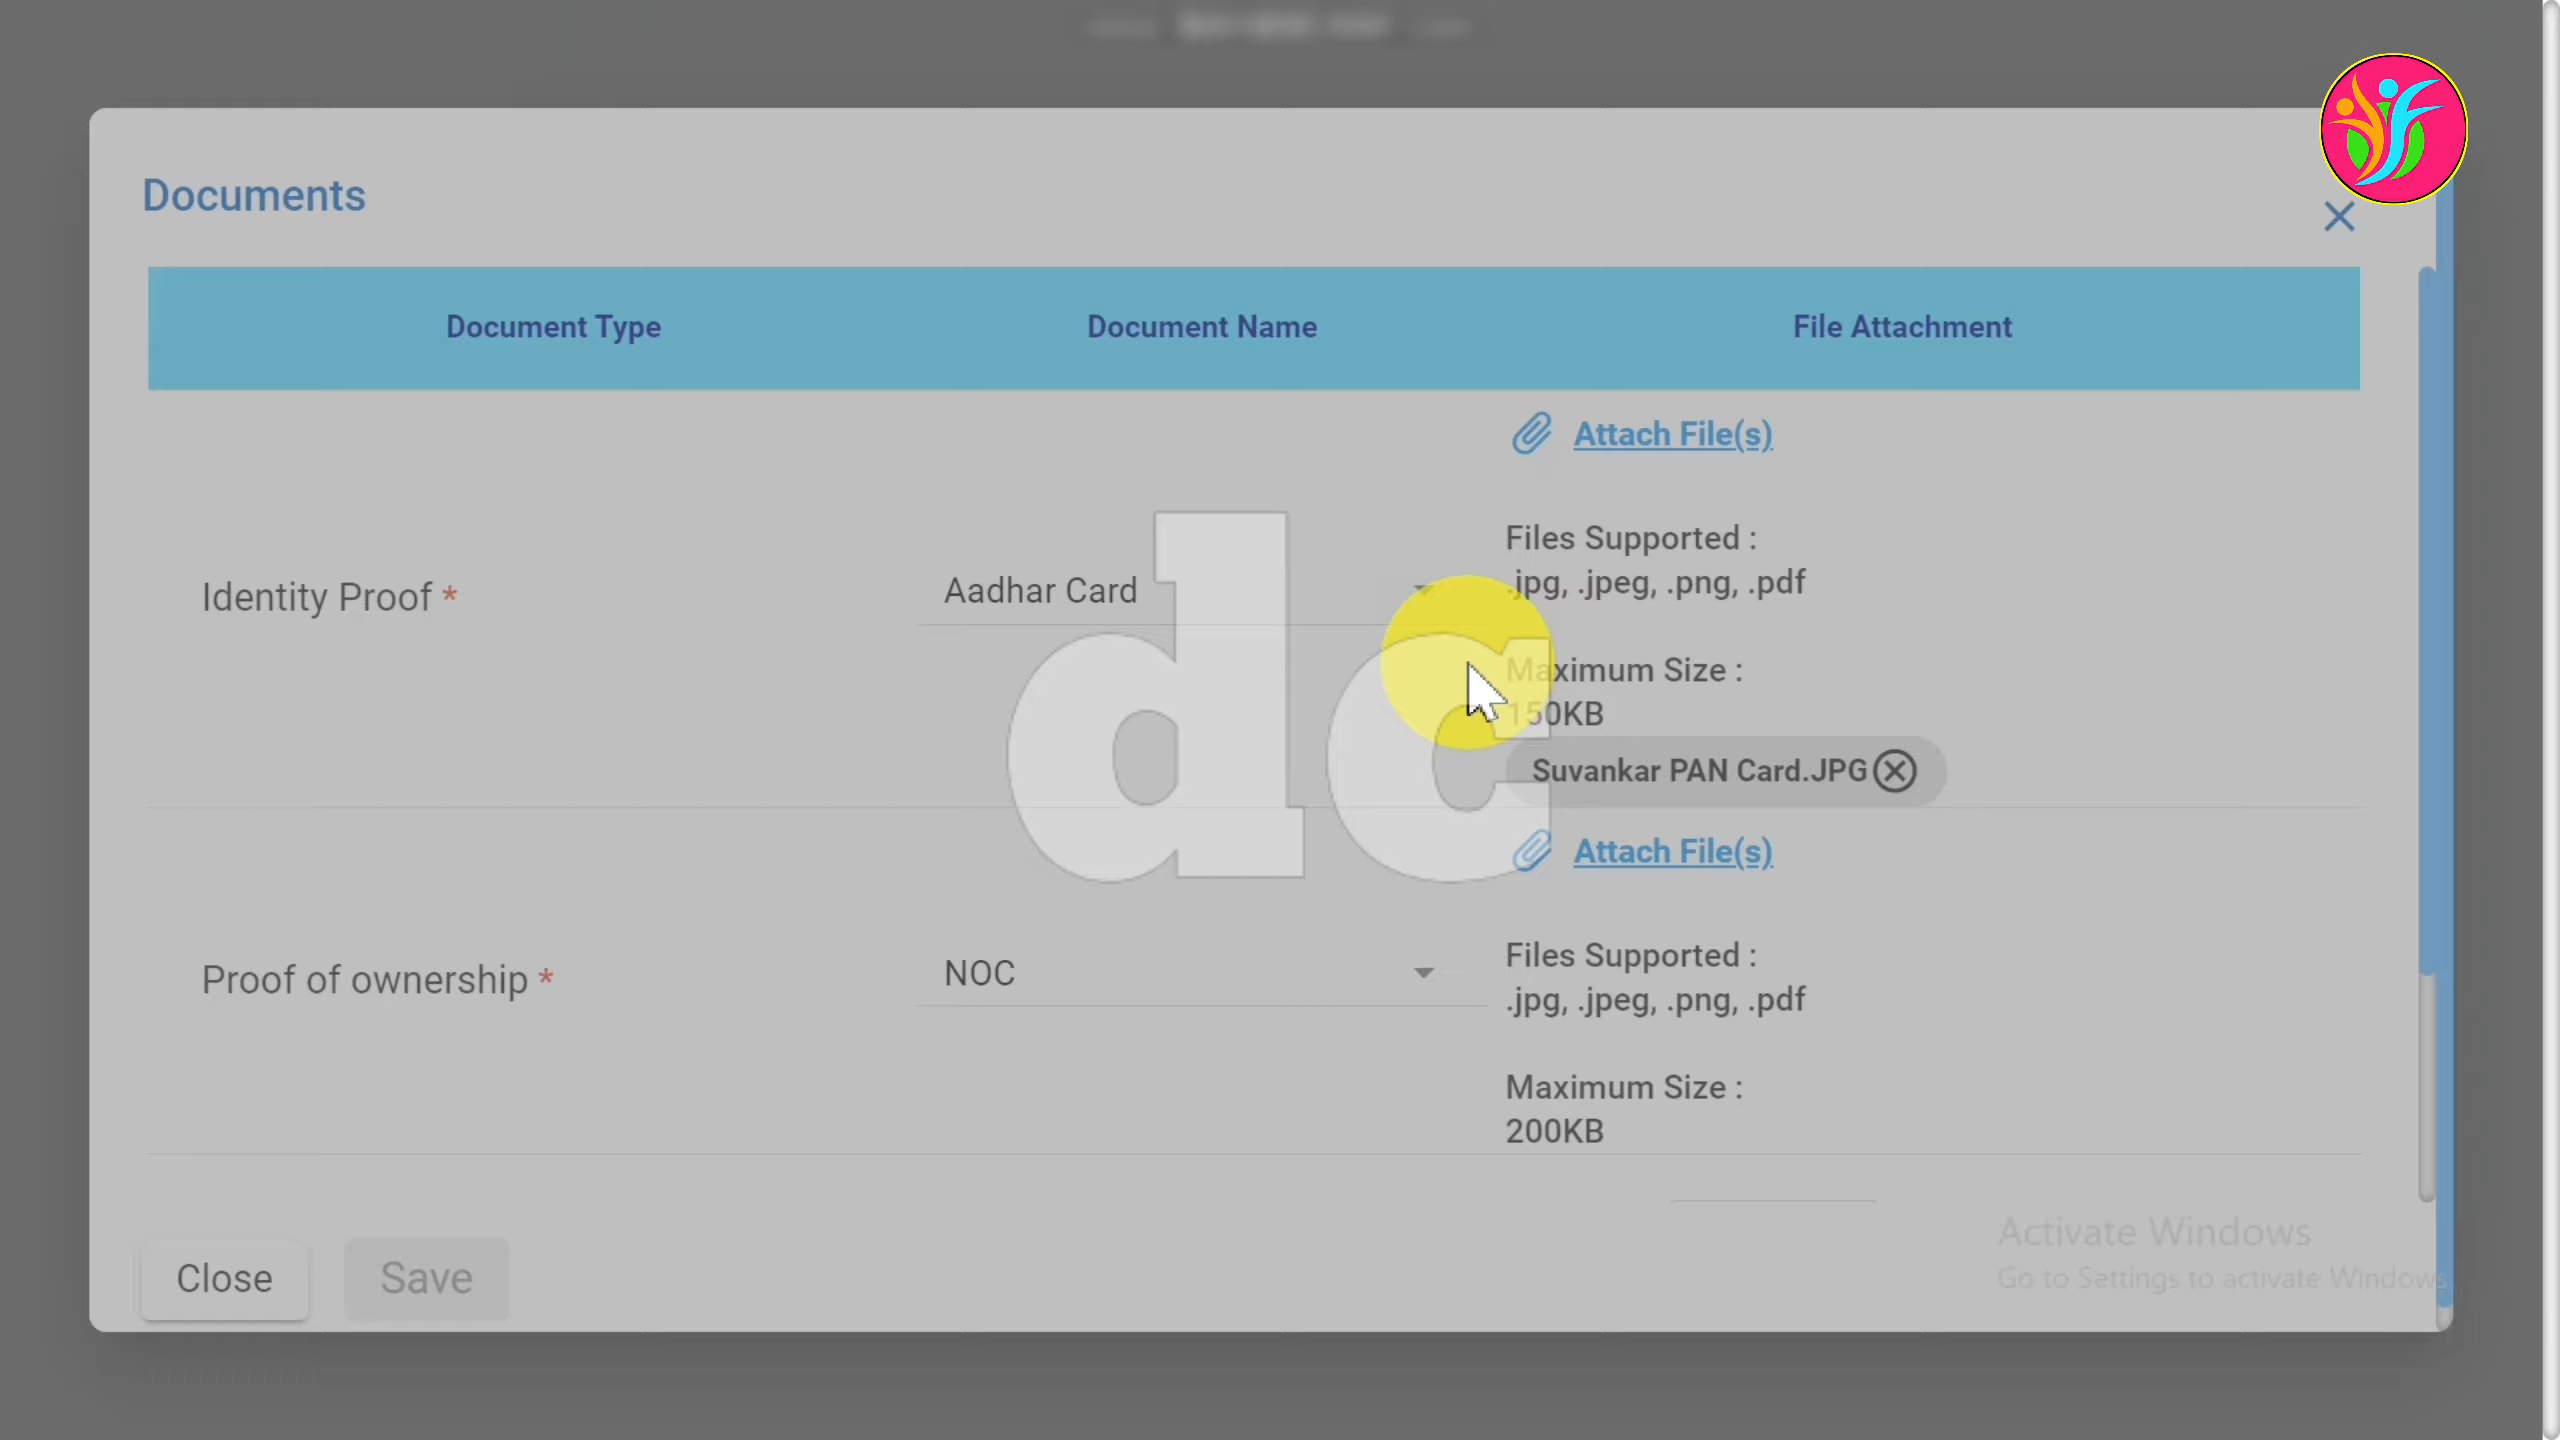 Documents
Document Type Document Name File Attachment
Attach File(s)
Files Supported :
.jpg, .jpeg, .png, .pdf
Identity Proof * Aadhar Card
Maximum Size :
150KB
Suvankar PAN Card.JPG
Attach File(s)
Files Supported :
.jpg, .jpeg, .png, .pdf
Proof of ownership * NOC
Maximum Size :
200KB
dc
Close Save
Activate Windows
Go to Settings to activate Windows.